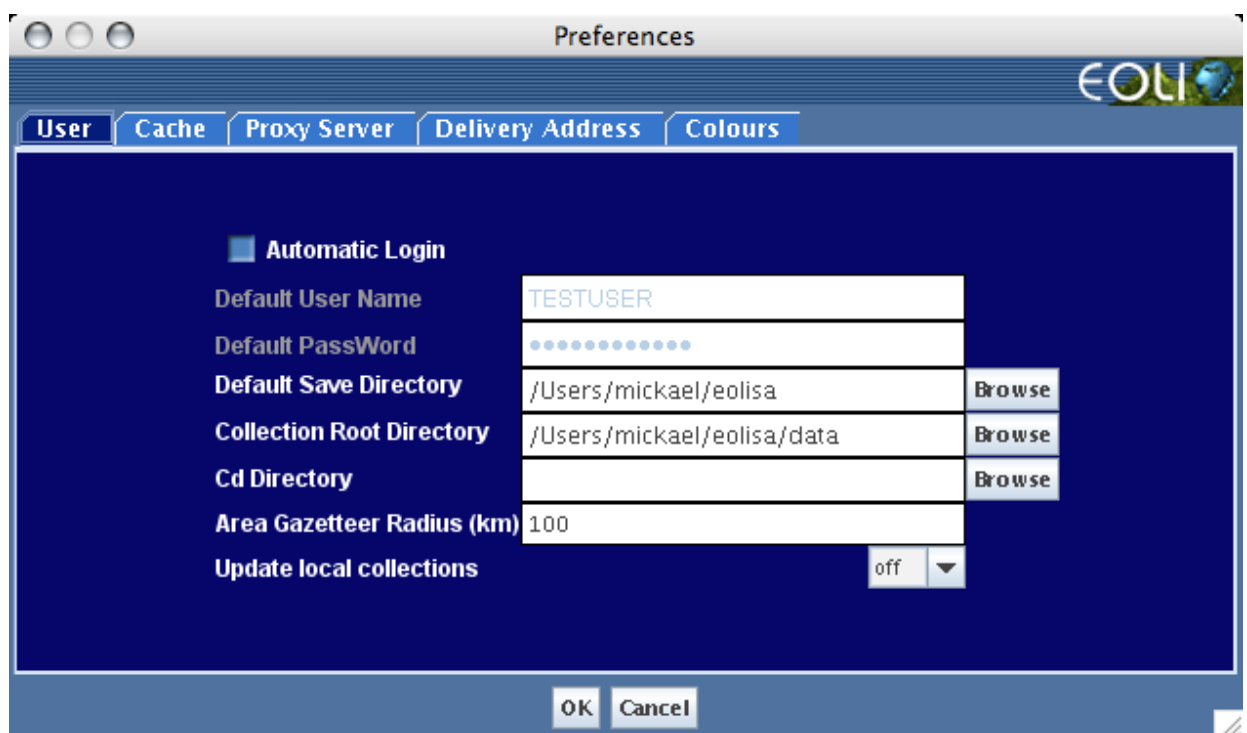 Preferences
EOLI
User Cache Proxy Server Delivery Address Colours
Automatic Login
Default User Name TESTUSER
Default PassWord ••••••••••••
Default Save Directory /Users/mickael/eolisa Browse
Collection Root Directory /Users/mickael/eolisa/data Browse
Cd Directory Browse
Area Gazetteer Radius (km) 100
Update local collections off
OK Cancel